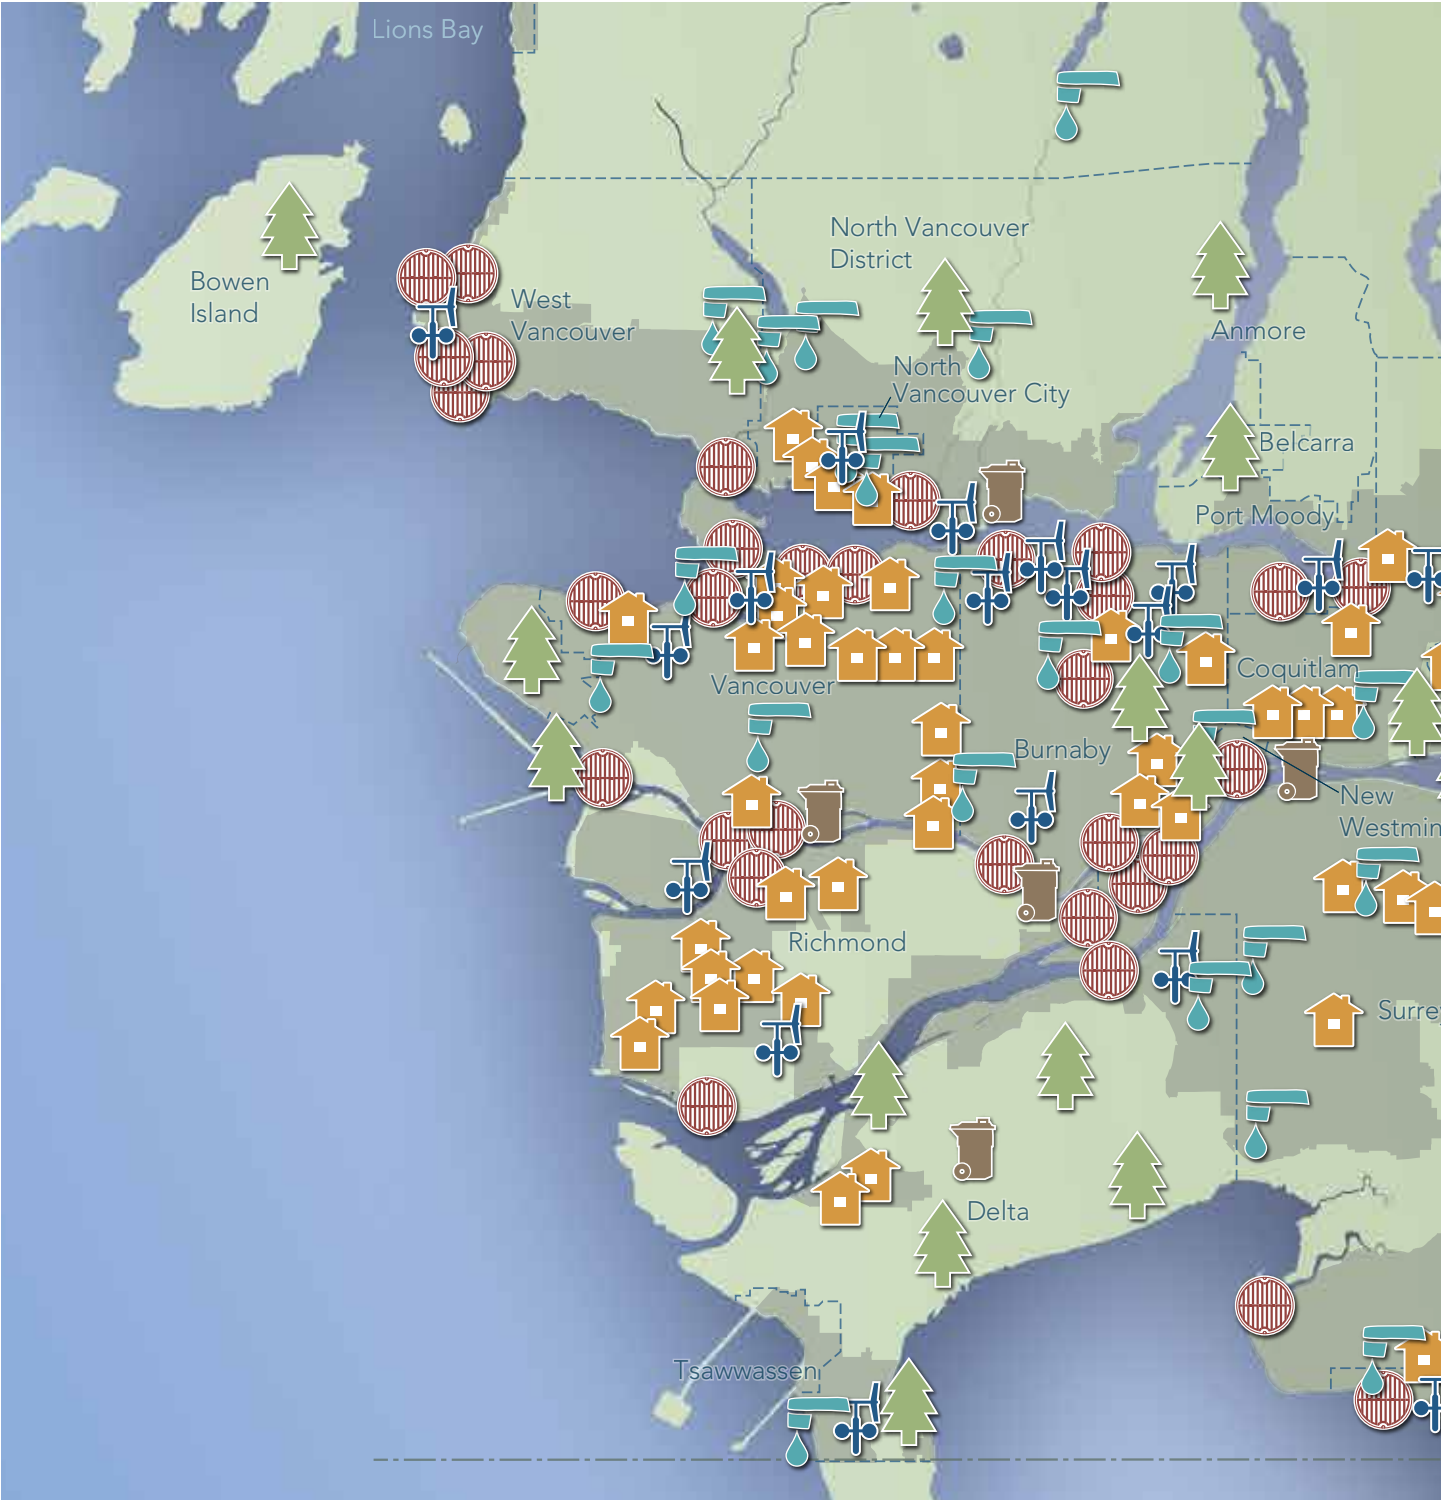 Lions Bay
North Vancouver
District
Bowen
Island
West
Vancouver
Anmore
North
Vancouver City
Belcarra
Port Moody
Coquitlam
Vancouver
Burnaby
New
Westmin
Richmond
Surrey
Delta
Tsawwassen